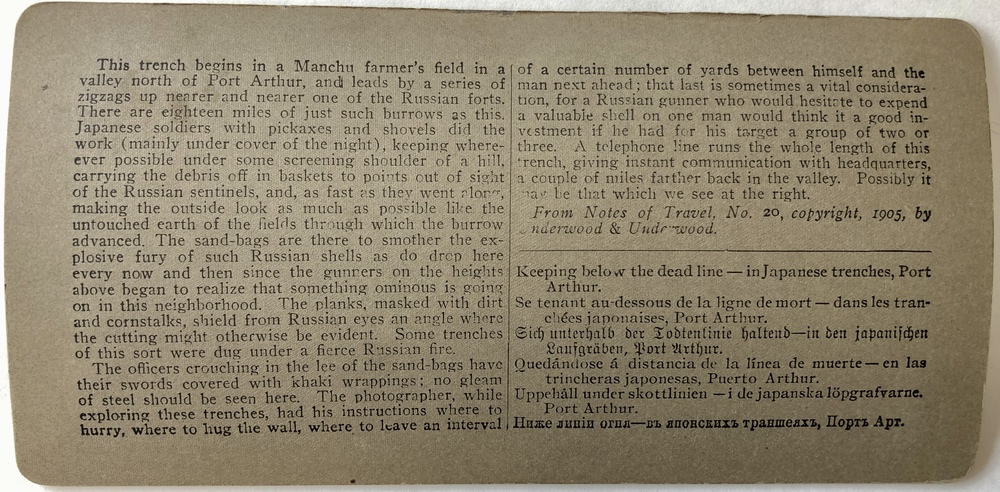 This trench begins in a Manchu farmer's field in a
valley north of Port Arthur, and leads by a series of
zigzags up nearer and nearer one of the Russian forts.
There are eighteen miles of just such burrows as this.
Japanese soldiers with pickaxes and shovels did the
work (mainly under cover of the night), keeping wher-
ever possible under some screening shoulder of a hill,
carrying the debris off in baskets to points out of sight
of the Russian sentinels, and, as fast as they went along,
making the outside look as much as possible like the
untouched earth of the fields through which the burrow
advanced. The sand-bags are there to smother the ex-
plosive fury of such Russian shells as do drop here
every now and then since the gunners on the heights
above began to realize that something ominous is going
on in this neighborhood. The planks, masked with dirt
and cornstalks, shield from Russian eyes an angle where
the cutting might otherwise be evident. Some trenches
of this sort were dug under a fierce Russian fire.
The officers crouching in the lee of the sand-bags have
their swords covered with khaki wrappings; no gleam
of steel should be seen here. The photographer, while
exploring these trenches, had his instructions where to
hurry, where to hug the wall, where to leave an interval
of a certain number of yards between himself and the
man next ahead; that last is sometimes a vital considera-
tion, for a Russian gunner who would hesitate to expend
a valuable shell on one man would think it a good in-
vestment if he had for his target a group of two or
three. A telephone line runs the whole length of this
trench, giving instant communication with headquarters,
a couple of miles farther back in the valley. Possibly it
may be that which we see at the right.
From Notes of Travel, No. 20, copyright, 1905, by
Underwood & Underwood.
Keeping below the dead line — in Japanese trenches, Port
Arthur.
Se tenant au-dessous de la ligne de mort — dans les tran-
chées japonaises, Port Arthur.
Sich unterhalb der Todtenlinie haltend—in den japanischen
Laufgräben, Port Arthur.
Quedándose á distancia de la línea de muerte — en las
trincheras japonesas, Puerto Arthur.
Uppehåll under skottlinien — i de japanska löpgrafvarne.
Port Arthur.
Ниже линіи огня—въ японскихъ траншеяхъ, Портъ Арт.